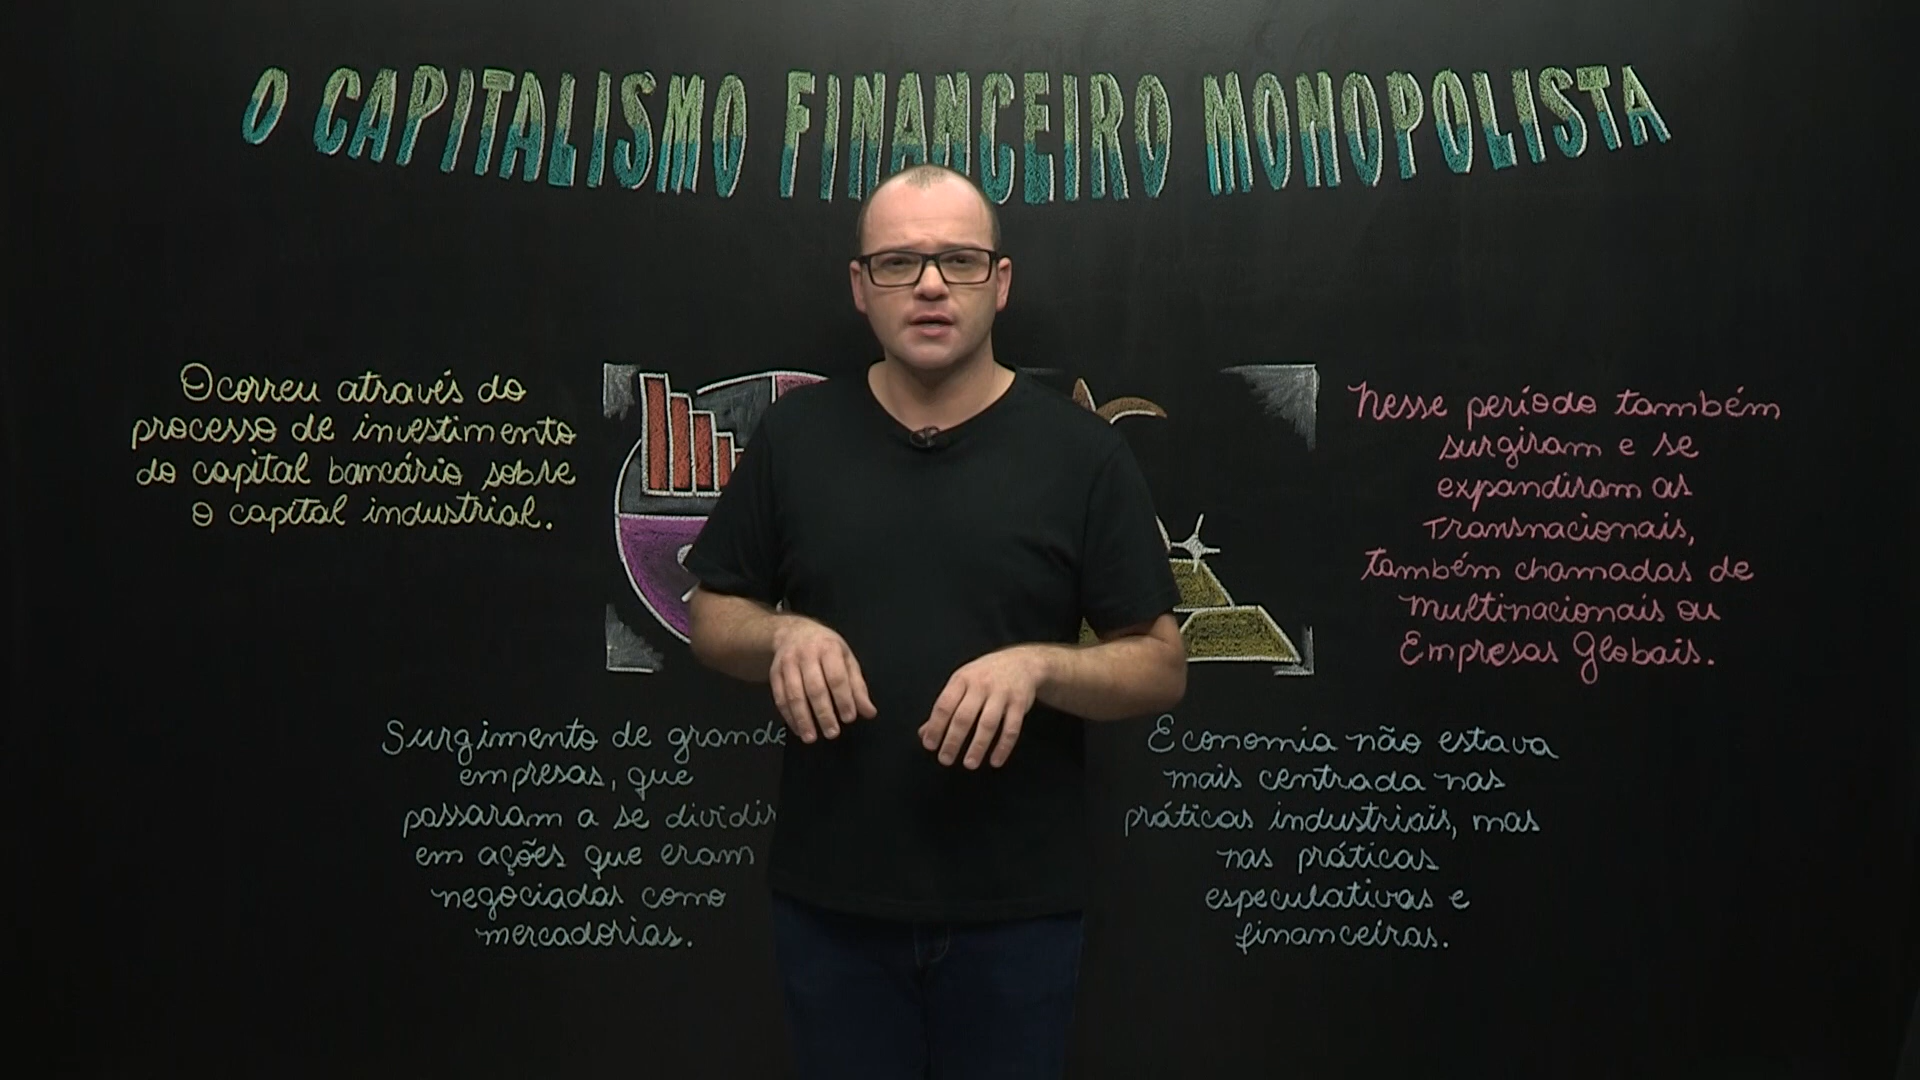 O CAPITALISMO FINANCEIRO MONOPOLISTA
Ocorreu através do
processo de investimento
do capital bancário sobre
o capital industrial.
Nesse período também
surgiram e se
expandiram as
Transnacionais,
também chamadas de
Multinacionais ou
Empresas Globais.
Surgimento de grande
empresas, que
passaram a se dividir
em ações que eram
negociadas como
mercadorias.
Economia não estava
mais centrada nas
práticas industriais, mas
nas práticas
especulativas e
financeiras.